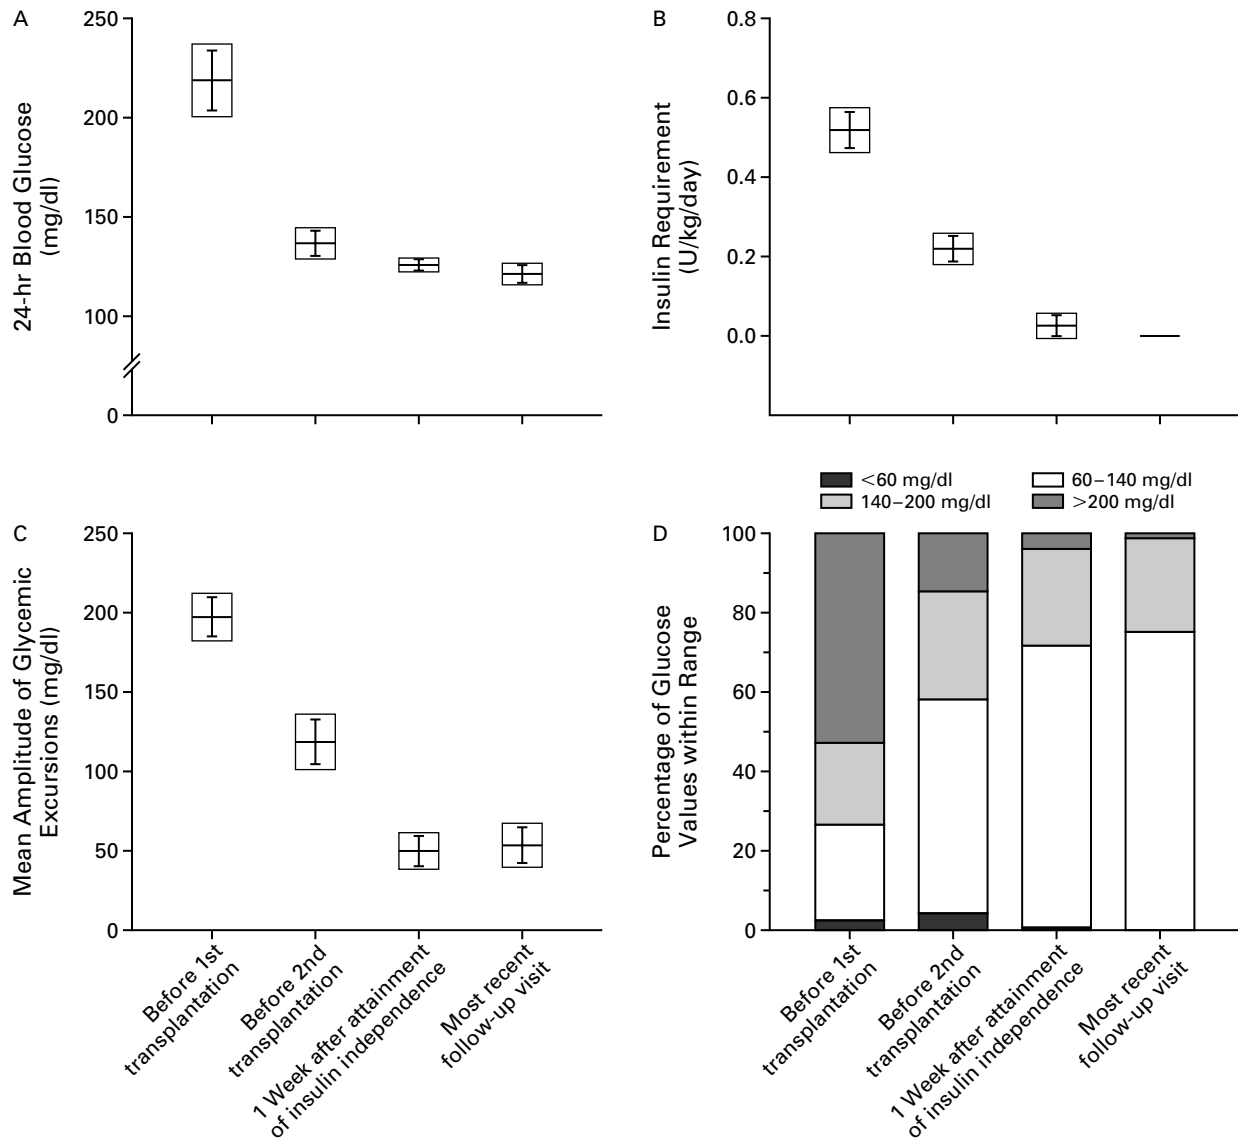 A
250
200
150
100
0
24-hr Blood Glucose
(mg/dl)
B
0.8
0.6
0.4
0.2
0.0
Insulin Requirement
(U/kg/day)
C
250
200
150
100
50
0
Mean Amplitude of Glycemic
Excursions (mg/dl)
Before 1st
transplantation
Before 2nd
transplantation
1 Week after attainment
of insulin independence
Most recent
follow-up visit
<60 mg/dl
60–140 mg/dl
140–200 mg/dl
>200 mg/dl
D
100
80
60
40
20
0
Percentage of Glucose
Values within Range
Before 1st
transplantation
Before 2nd
transplantation
1 Week after attainment
of insulin independence
Most recent
follow-up visit